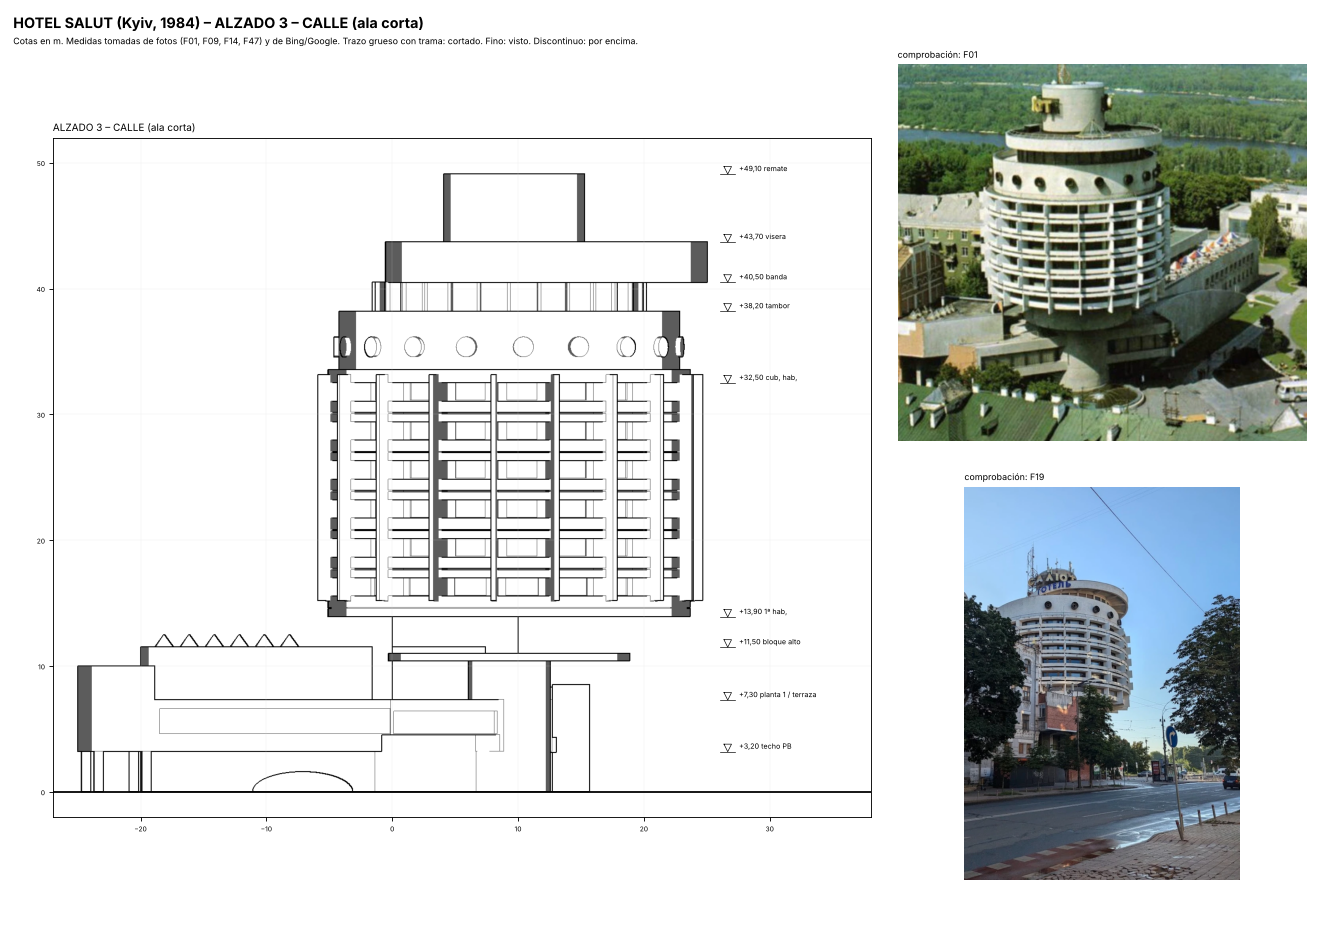 HOTEL SALUT (Kyiv, 1984) – ALZADO 3 – CALLE (ala corta)
Cotas en m. Medidas tomadas de fotos (F01, F09, F14, F47) y de Bing/Google. Trazo grueso con trama: cortado. Fino: visto. Discontinuo: por encima.
comprobación: F01
ALZADO 3 – CALLE (ala corta)
50
40
30
20
10
0
+49,10 remate
+43,70 visera
+40,50 banda
+38,20 tambor
+32,50 cub, hab,
+13,90 1ª hab,
+11,50 bloque alto
+7,30 planta 1 / terraza
+3,20 techo PB
−20
−10
0
10
20
30
comprobación: F19
ГОТЕЛЬ